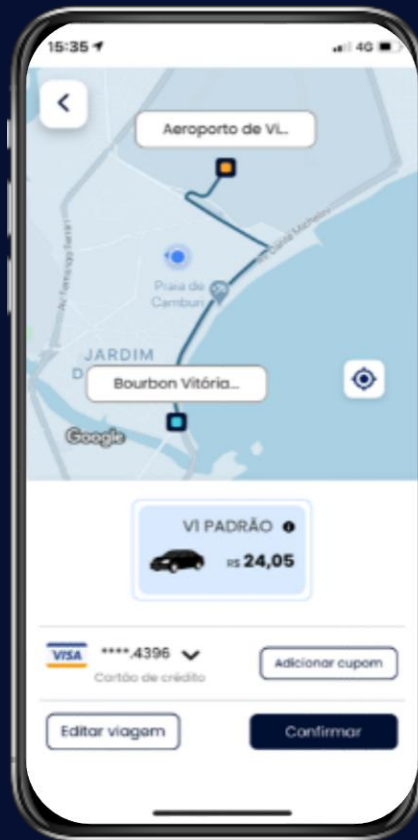 15:35
4G
Aeroporto de Vi...
Av. Fernando Ferrari
Av. Dante Michelini
Praia de
Camburi
JARDIM
D
Bourbon Vitória...
Google
V1 PADRÃO
R$ 24,05
VISA
****.4396
Cartão de crédito
Adicionar cupom
Editar viagem
Confirmar